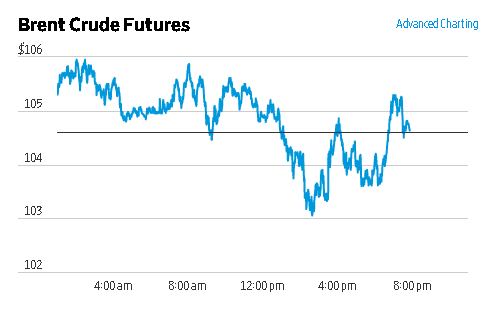 Brent Crude Futures
Advanced Charting
$106
105
104
103
102
4:00 am 8:00 am 12:00 pm 4:00 pm 8:00 pm